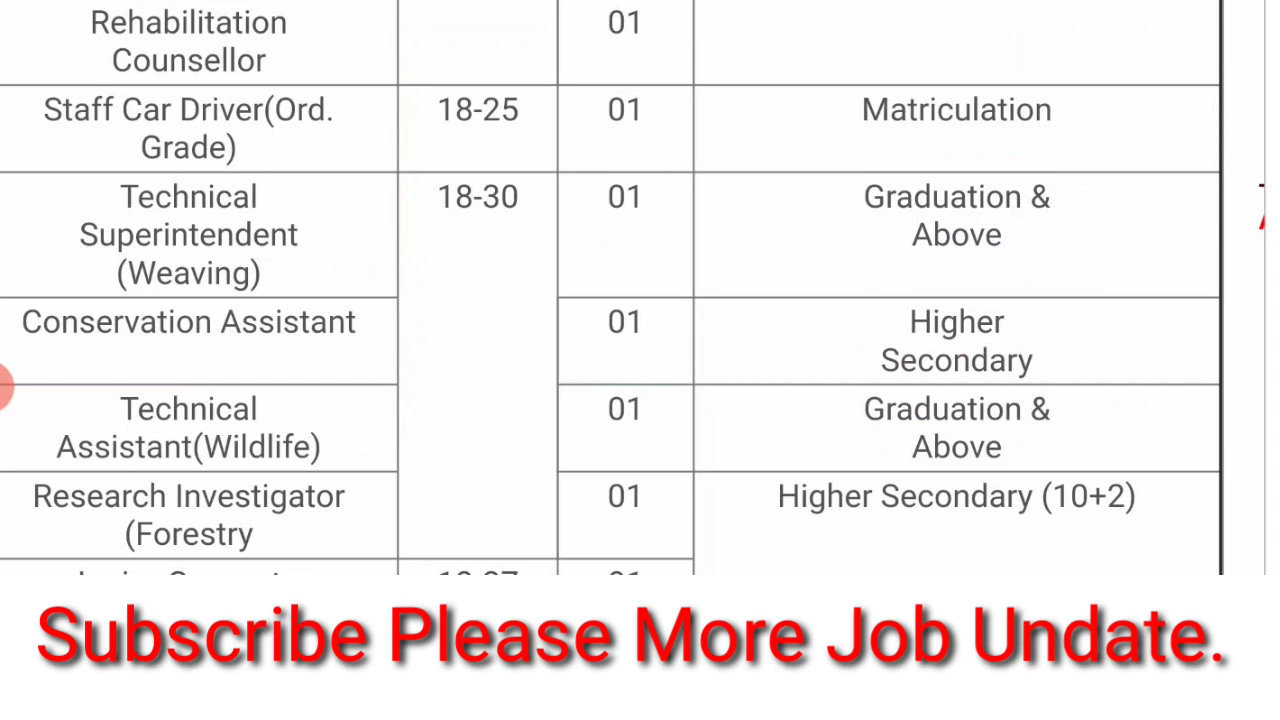 Rehabilitation
Counsellor
01
Staff Car Driver(Ord.
Grade)
18-25
01
Matriculation
Technical
Superintendent
(Weaving)
18-30
01
Graduation &
Above
Conservation Assistant
01
Higher
Secondary
Technical
Assistant(Wildlife)
01
Graduation &
Above
Research Investigator
(Forestry
01
Higher Secondary (10+2)
Subscribe Please More Job Undate.